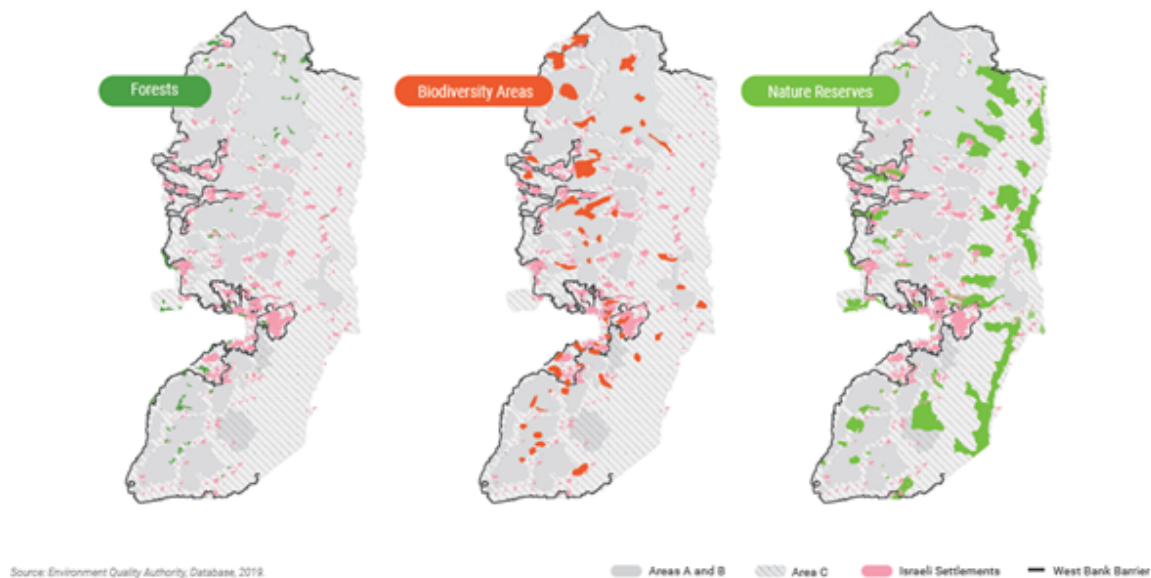 Forests
Biodiversity Areas
Nature Reserves
Source: Environment Quality Authority, Database, 2019.
Areas A and B
Area C
Israeli Settlements
West Bank Barrier